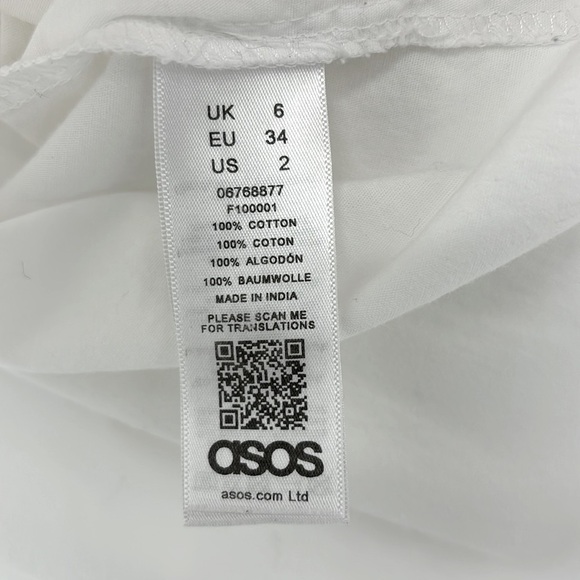 UK 6
EU 34
US 2
06768877
F100001
100% COTTON
100% COTON
100% ALGODÓN
100% BAUMWOLLE
MADE IN INDIA
PLEASE SCAN ME
FOR TRANSLATIONS
asos
asos.com Ltd